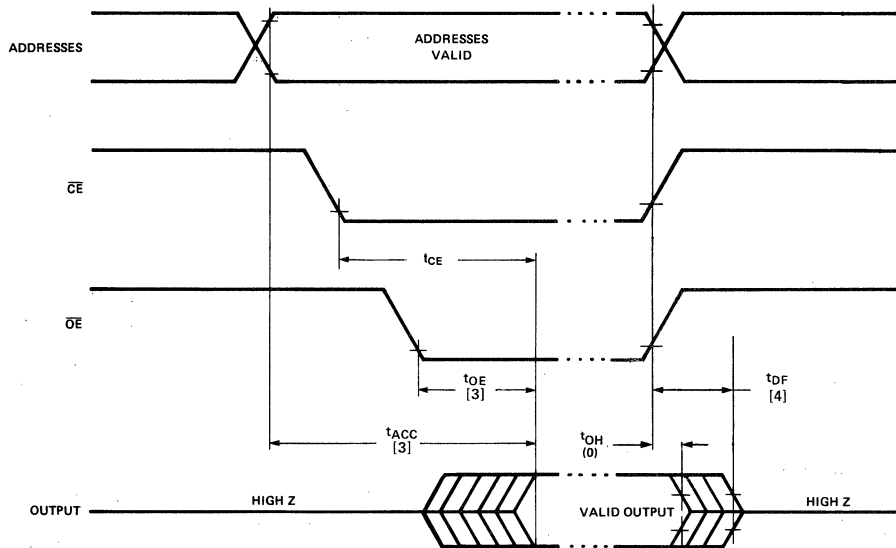 ADDRESSES
ADDRESSES
VALID
CE
tCE
OE
tOE
[3]
tDF
[4]
tACC
[3]
tOH
(0)
OUTPUT
HIGH Z
VALID OUTPUT
HIGH Z